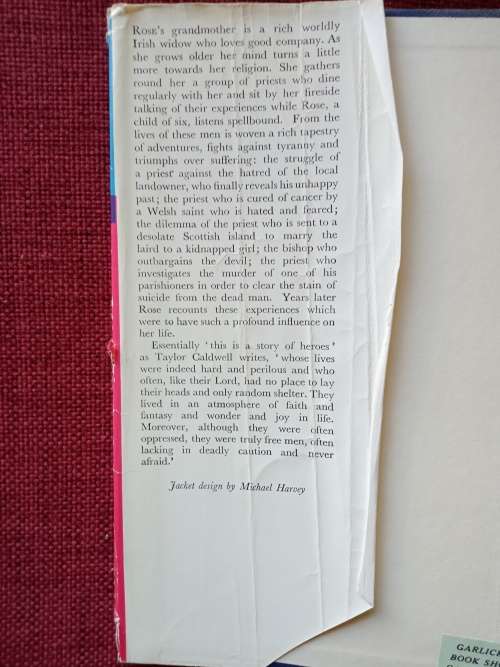 ROSE'S grandmother is a rich worldly
Irish widow who loves good company. As
she grows older her mind turns a little
more towards her religion. She gathers
round her a group of priests who dine
regularly with her and sit by her fireside
talking of their experiences while Rose, a
child of six, listens spellbound. From the
lives of these men is woven a rich tapestry
of adventures, fights against tyranny and
triumphs over suffering: the struggle of
a priest against the hatred of the local
landowner, who finally reveals his unhappy
past; the priest who is cured of cancer by
a Welsh saint who is hated and feared;
the dilemma of the priest who is sent to a
desolate Scottish island to marry the
laird to a kidnapped girl; the bishop who
outbargains the devil; the priest who
investigates the murder of one of his
parishioners in order to clear the stain of
suicide from the dead man. Years later
Rose recounts these experiences which
were to have such a profound influence on
her life.
Essentially 'this is a story of heroes'
as Taylor Caldwell writes, 'whose lives
were indeed hard and perilous and who
often, like their Lord, had no place to lay
their heads and only random shelter. They
lived in an atmosphere of faith and
fantasy and wonder and joy in life.
Moreover, although they were often
oppressed, they were truly free men, often
lacking in deadly caution and never
afraid.'
Jacket design by Michael Harvey
BOOK